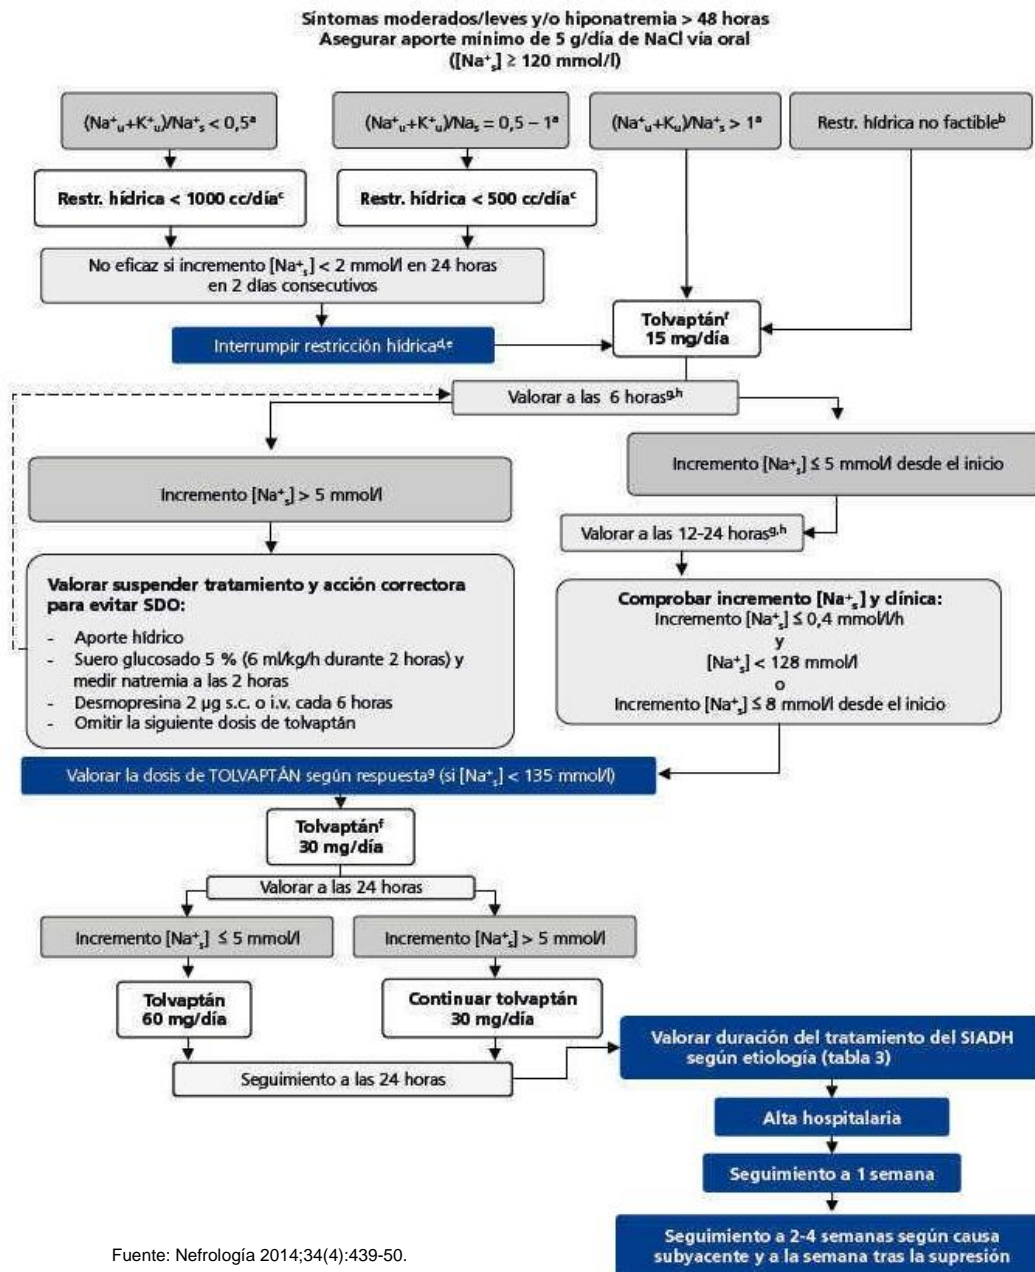 Síntomas moderados/leves y/o hiponatremia > 48 horas
Asegurar aporte mínimo de 5 g/día de NaCl vía oral
([Na⁺ₛ] ≥ 120 mmol/l)
(Na⁺ᵤ+K⁺ᵤ)/Na⁺ₛ < 0,5ᵃ
(Na⁺ᵤ+K⁺ᵤ)/Naₛ = 0,5 – 1ᵃ
(Na⁺ᵤ+Kᵤ)/Na⁺ₛ > 1ᵃ
Restr. hídrica no factibleᵇ
Restr. hídrica < 1000 cc/díaᶜ
Restr. hídrica < 500 cc/díaᶜ
No eficaz si incremento [Na⁺ₛ] < 2 mmol/l en 24 horas
en 2 días consecutivos
Interrumpir restricción hídricaᵈ,ᵉ
Tolvaptánᶠ
15 mg/día
Valorar a las 6 horasᵍ,ʰ
Incremento [Na⁺ₛ] > 5 mmol/l
Incremento [Na⁺ₛ] ≤ 5 mmol/l desde el inicio
Valorar a las 12-24 horasᵍ,ʰ
Valorar suspender tratamiento y acción correctora
para evitar SDO:
- Aporte hídrico
- Suero glucosado 5 % (6 ml/kg/h durante 2 horas) y
medir natremia a las 2 horas
- Desmopresina 2 µg s.c. o i.v. cada 6 horas
- Omitir la siguiente dosis de tolvaptán
Comprobar incremento [Na⁺ₛ] y clínica:
Incremento [Na⁺ₛ] ≤ 0,4 mmol/l/h
y
[Na⁺ₛ] < 128 mmol/l
o
Incremento [Na⁺ₛ] ≤ 8 mmol/l desde el inicio
Valorar la dosis de TOLVAPTÁN según respuestaᵍ (si [Na⁺ₛ] < 135 mmol/l)
Tolvaptánᶠ
30 mg/día
Valorar a las 24 horas
Incremento [Na⁺ₛ] ≤ 5 mmol/l
Incremento [Na⁺ₛ] > 5 mmol/l
Tolvaptán
60 mg/día
Continuar tolvaptán
30 mg/día
Seguimiento a las 24 horas
Valorar duración del tratamiento del SIADH
según etiología (tabla 3)
Alta hospitalaria
Seguimiento a 1 semana
Seguimiento a 2-4 semanas según causa
subyacente y a la semana tras la supresión
Fuente: Nefrología 2014;34(4):439-50.